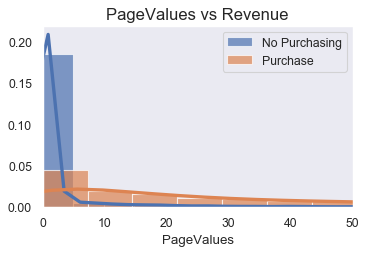 PageValues vs Revenue
No Purchasing
Purchase
0.20
0.15
0.10
0.05
0.00
0 10 20 30 40 50
PageValues